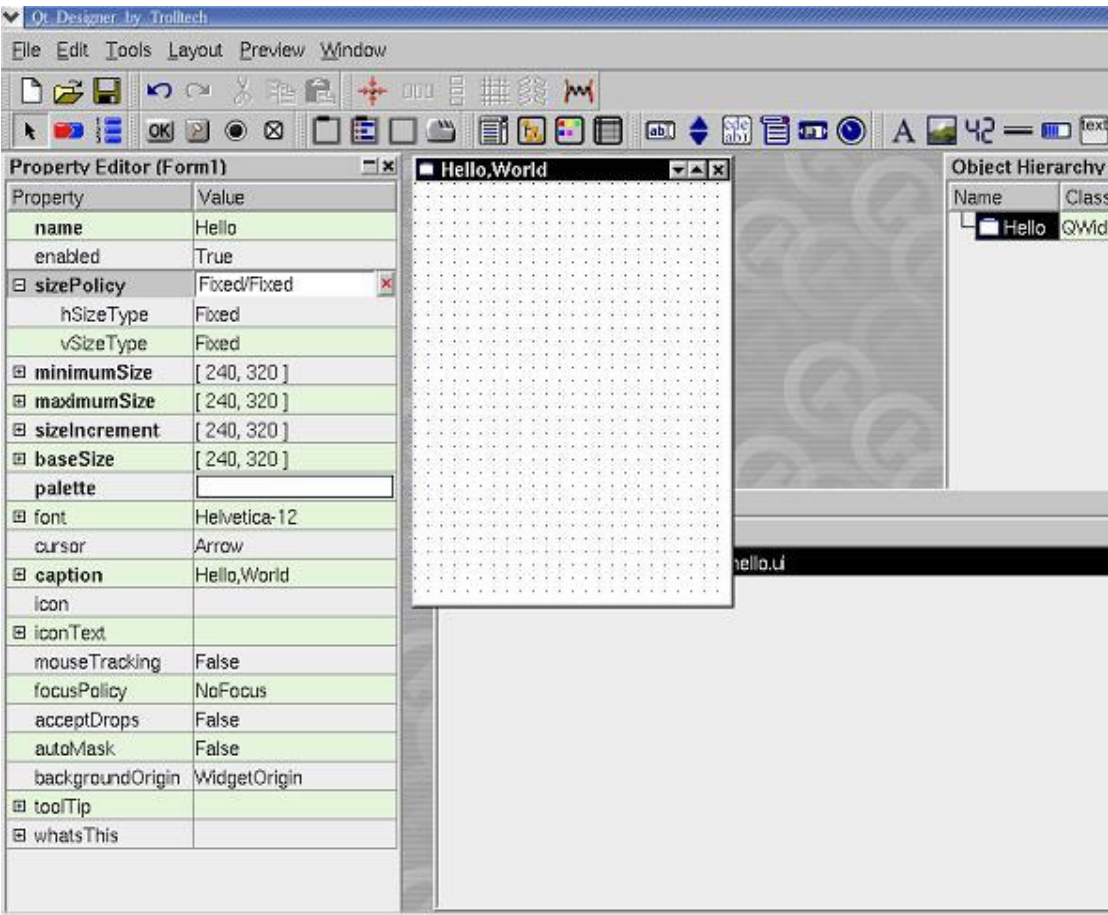 Qt Designer by Trolltech
File Edit Tools Layout Preview Window
OK ab] 42 text
Property Editor (Form1)
Property Value
name Hello
enabled True
sizePolicy Fixed/Fixed
hSizeType Fixed
vSizeType Fixed
minimumSize [ 240, 320 ]
maximumSize [ 240, 320 ]
sizeIncrement [ 240, 320 ]
baseSize [ 240, 320 ]
palette
font Helvetica-12
cursor Arrow
caption Hello,World
icon
iconText
mouseTracking False
focusPolicy NoFocus
acceptDrops False
autoMask False
backgroundOrigin WidgetOrigin
toolTip
whatsThis
Hello,World
Object Hierarchy
Name Class
Hello QWid
hello.ui